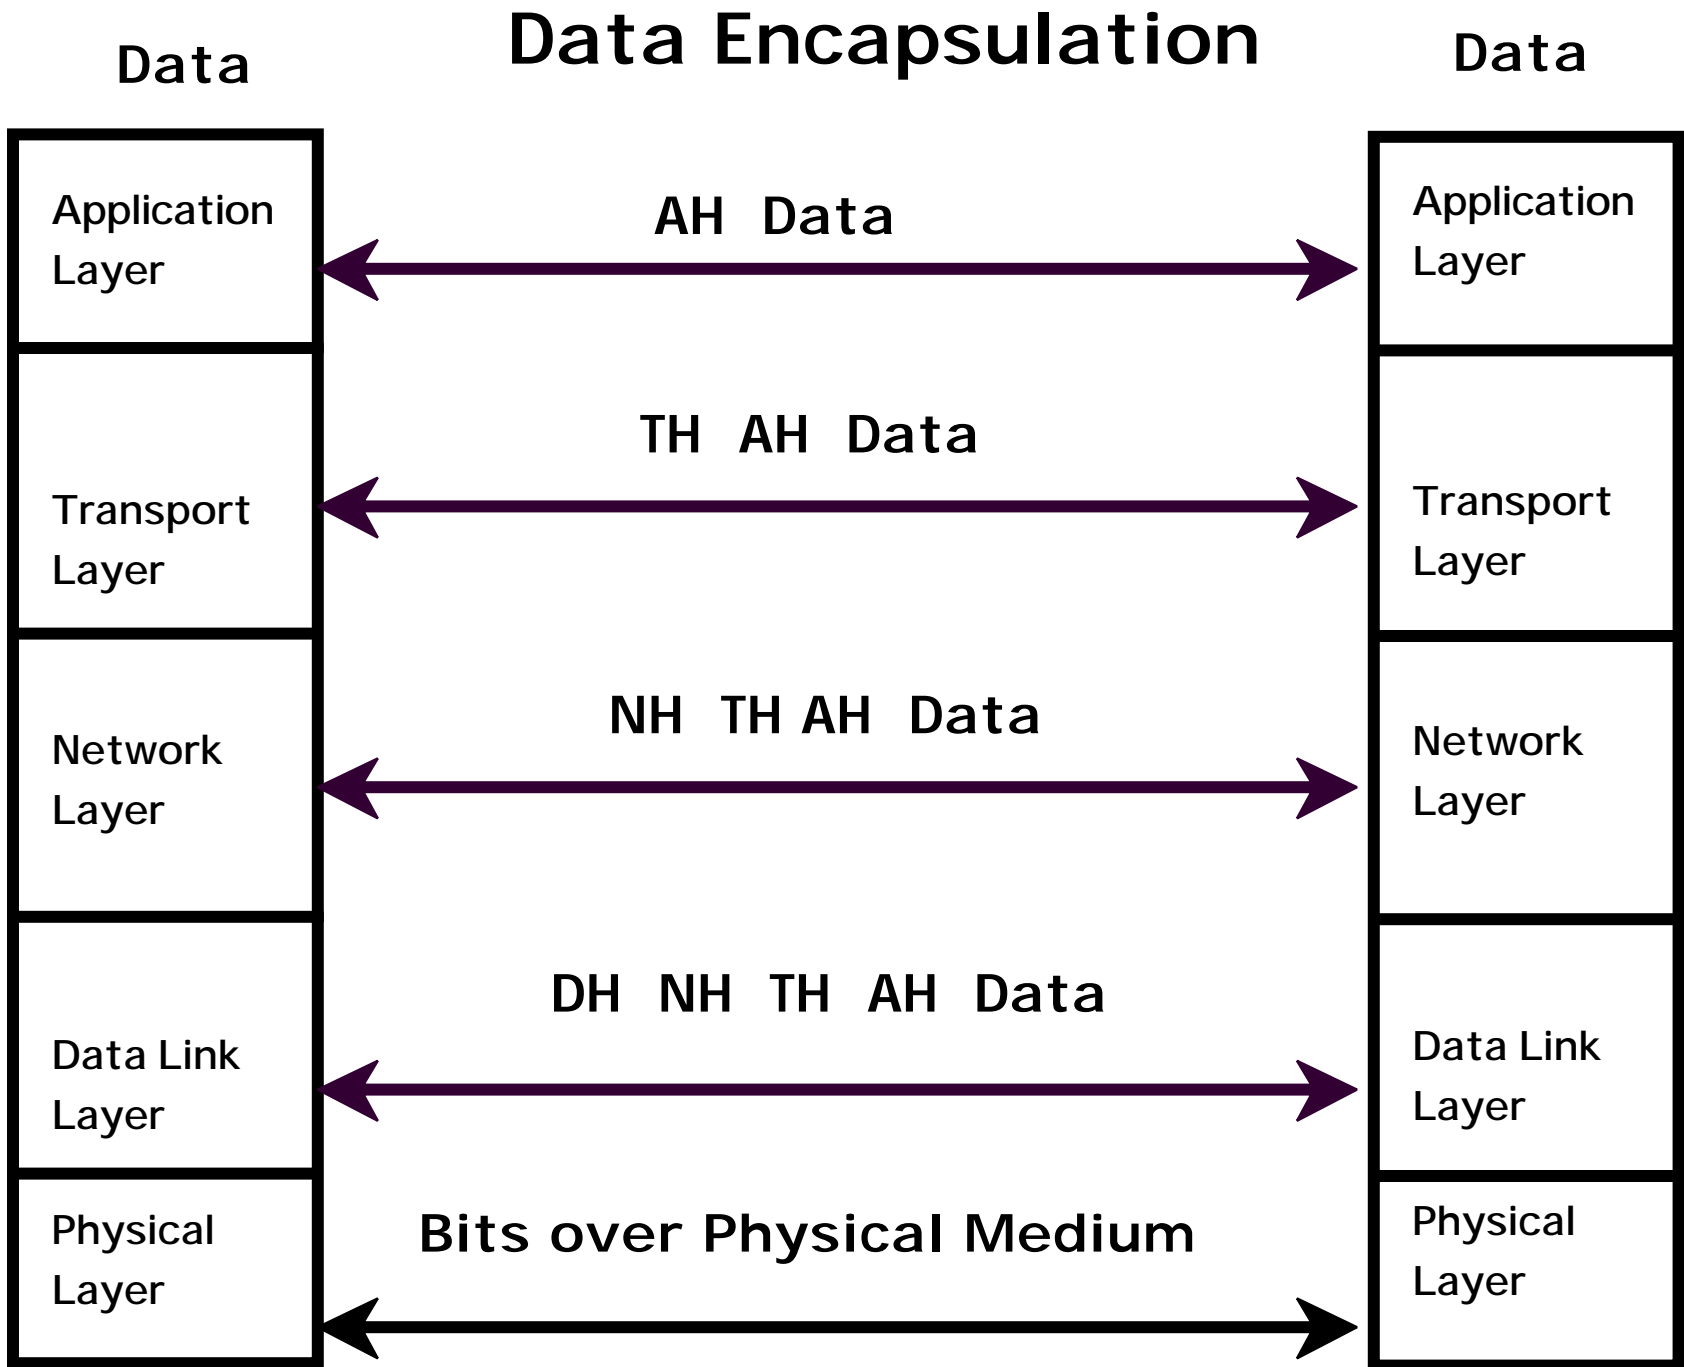 Data Encapsulation
Data
Data
Application
Layer
AH Data
Application
Layer
Transport
Layer
TH AH Data
Transport
Layer
Network
Layer
NH TH AH Data
Network
Layer
Data Link
Layer
DH NH TH AH Data
Data Link
Layer
Physical
Layer
Bits over Physical Medium
Physical
Layer